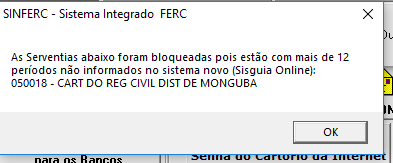 SINFERC - Sistema Integrado FERC
As Serventias abaixo foram bloqueadas pois estão com mais de 12
períodos não informados no sistema novo (Sisguia Online):
050018 - CART DO REG CIVIL DIST DE MONGUBA
OK
para os Bancos
Senha do Cartório da Internet